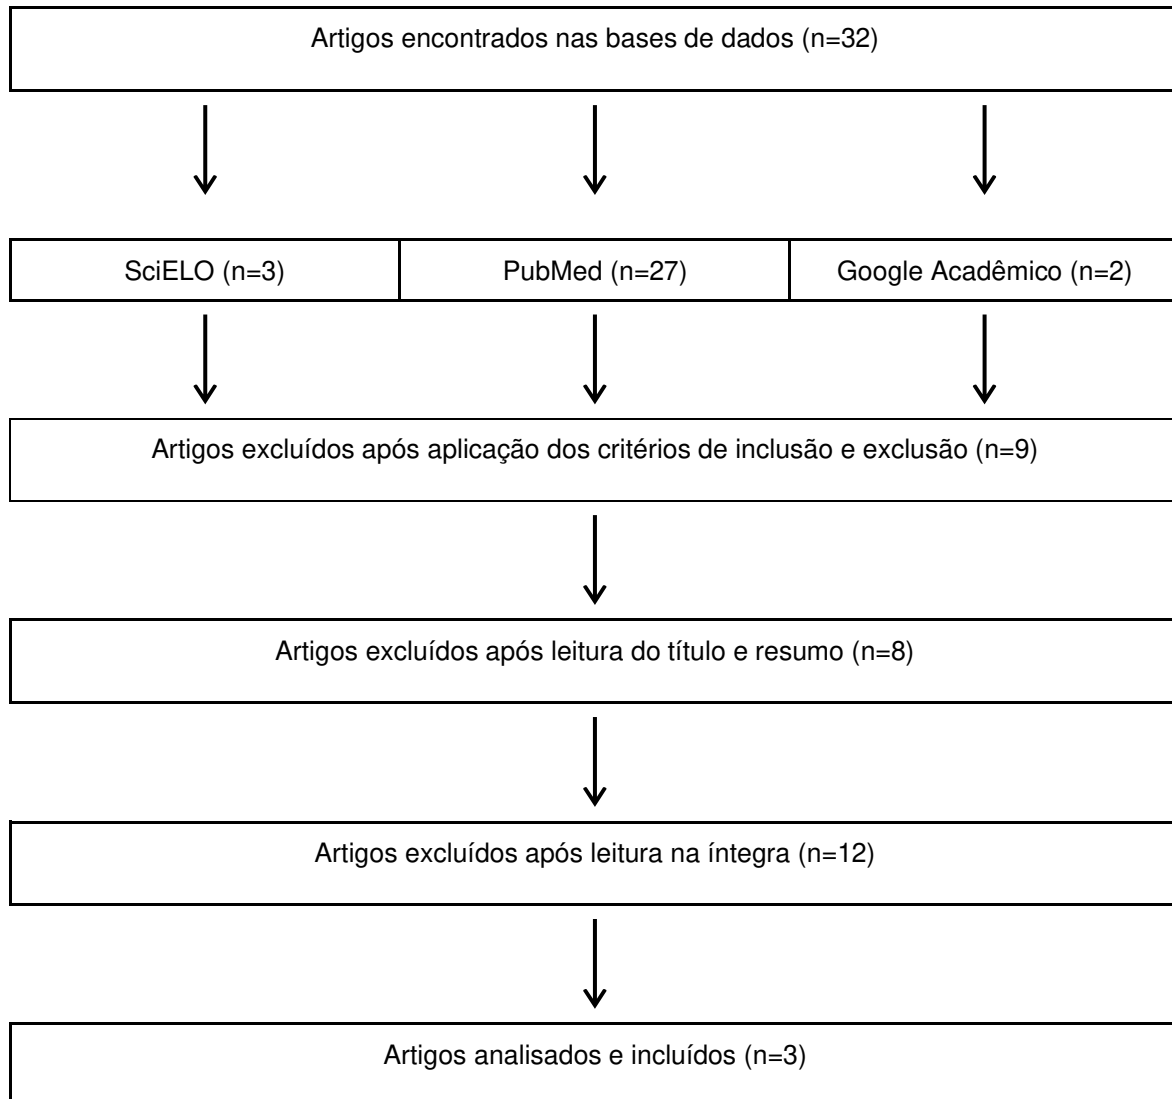 Artigos encontrados nas bases de dados (n=32)
SciELO (n=3)
PubMed (n=27)
Google Acadêmico (n=2)
Artigos excluídos após aplicação dos critérios de inclusão e exclusão (n=9)
Artigos excluídos após leitura do título e resumo (n=8)
Artigos excluídos após leitura na íntegra (n=12)
Artigos analisados e incluídos (n=3)